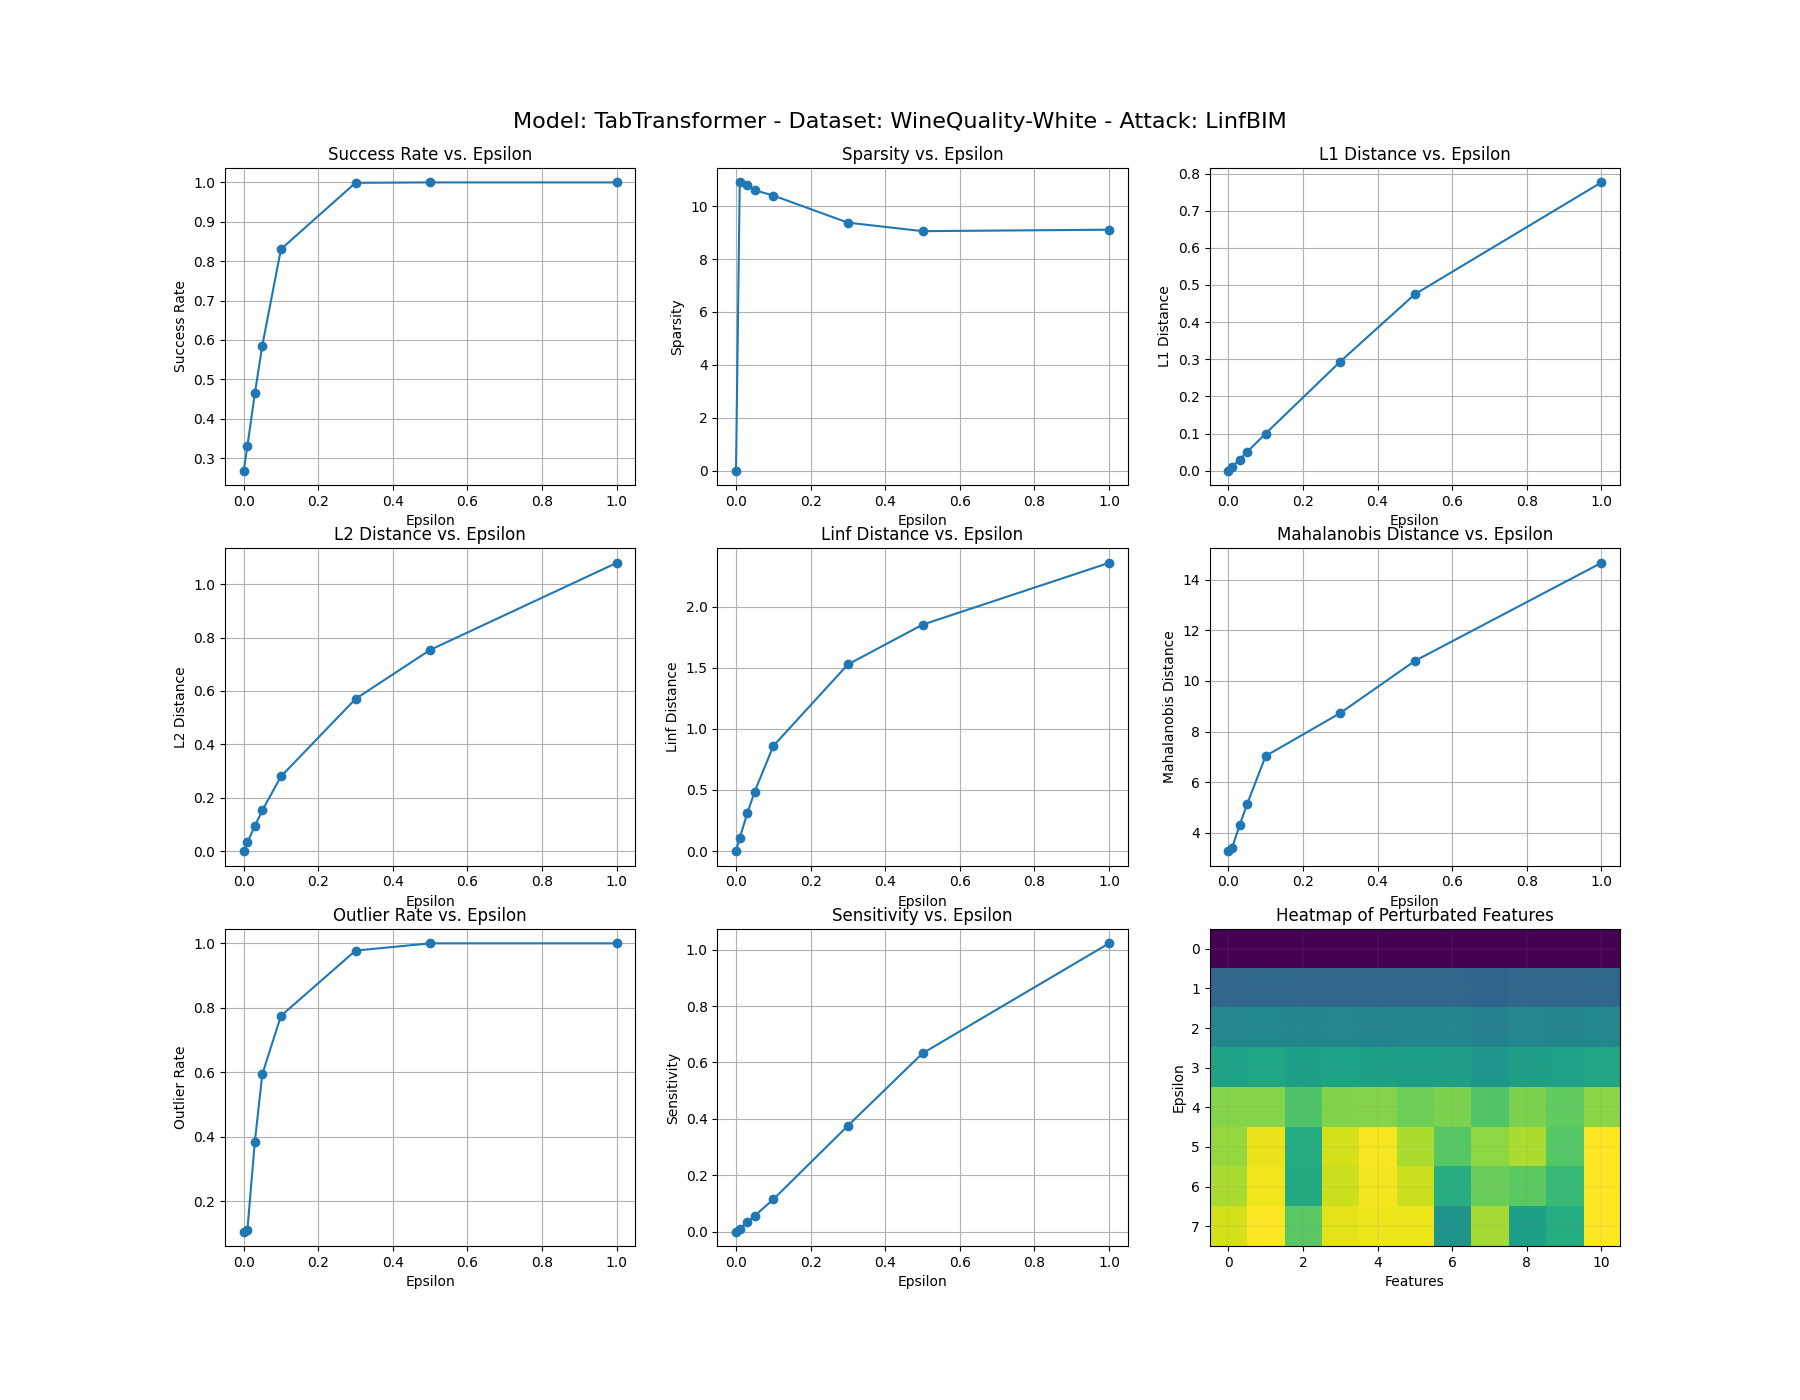 Model: TabTransformer - Dataset: WineQuality-White - Attack: LinfBIM
Success Rate vs. Epsilon
1.0
0.9
0.8
0.7
0.6
0.5
0.4
0.3
Success Rate
0.0 0.2 0.4 0.6 0.8 1.0
Epsilon
Sparsity vs. Epsilon
10
8
6
4
2
0
Sparsity
0.0 0.2 0.4 0.6 0.8 1.0
Epsilon
L1 Distance vs. Epsilon
0.8
0.7
0.6
0.5
0.4
0.3
0.2
0.1
0.0
L1 Distance
0.0 0.2 0.4 0.6 0.8 1.0
Epsilon
L2 Distance vs. Epsilon
1.0
0.8
0.6
0.4
0.2
0.0
L2 Distance
0.0 0.2 0.4 0.6 0.8 1.0
Epsilon
Linf Distance vs. Epsilon
2.0
1.5
1.0
0.5
0.0
Linf Distance
0.0 0.2 0.4 0.6 0.8 1.0
Epsilon
Mahalanobis Distance vs. Epsilon
14
12
10
8
6
4
Mahalanobis Distance
0.0 0.2 0.4 0.6 0.8 1.0
Epsilon
Outlier Rate vs. Epsilon
1.0
0.8
0.6
0.4
0.2
Outlier Rate
0.0 0.2 0.4 0.6 0.8 1.0
Epsilon
Sensitivity vs. Epsilon
1.0
0.8
0.6
0.4
0.2
0.0
Sensitivity
0.0 0.2 0.4 0.6 0.8 1.0
Epsilon
Heatmap of Perturbated Features
0
1
2
3
4
5
6
7
Epsilon
0 2 4 6 8 10
Features